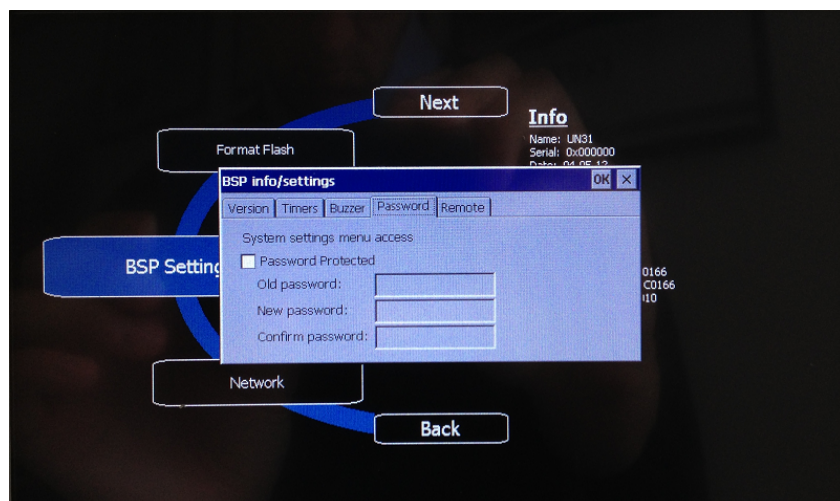 Next
Info
Format Flash
Name: UN31
Serial: 0x000000
BSP info/settings
OK
Version Timers Buzzer Password Remote
System settings menu access
Password Protected
BSP Setting
0166
Old password:
C0166
New password:
Confirm password:
Network
Back